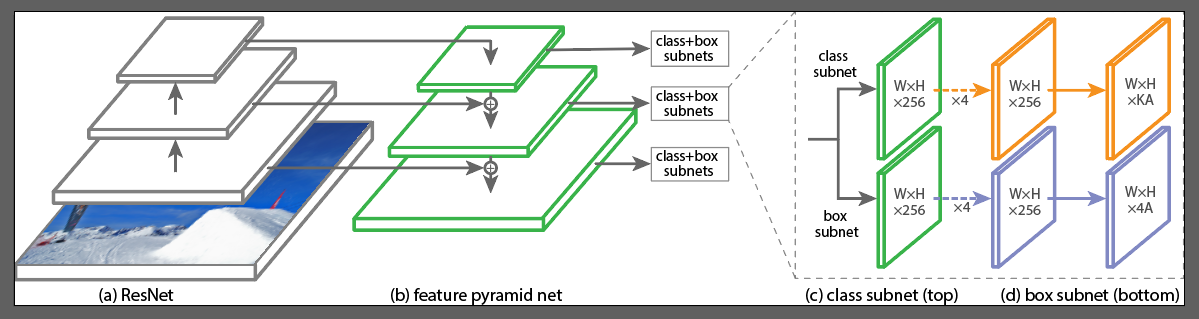 class+box
subnets
class+box
subnets
class+box
subnets
class
subnet
W×H
×256
×4
W×H
×256
W×H
×KA
box
subnet
W×H
×256
×4
W×H
×256
W×H
×4A
(a) ResNet
(b) feature pyramid net
(c) class subnet (top)
(d) box subnet (bottom)